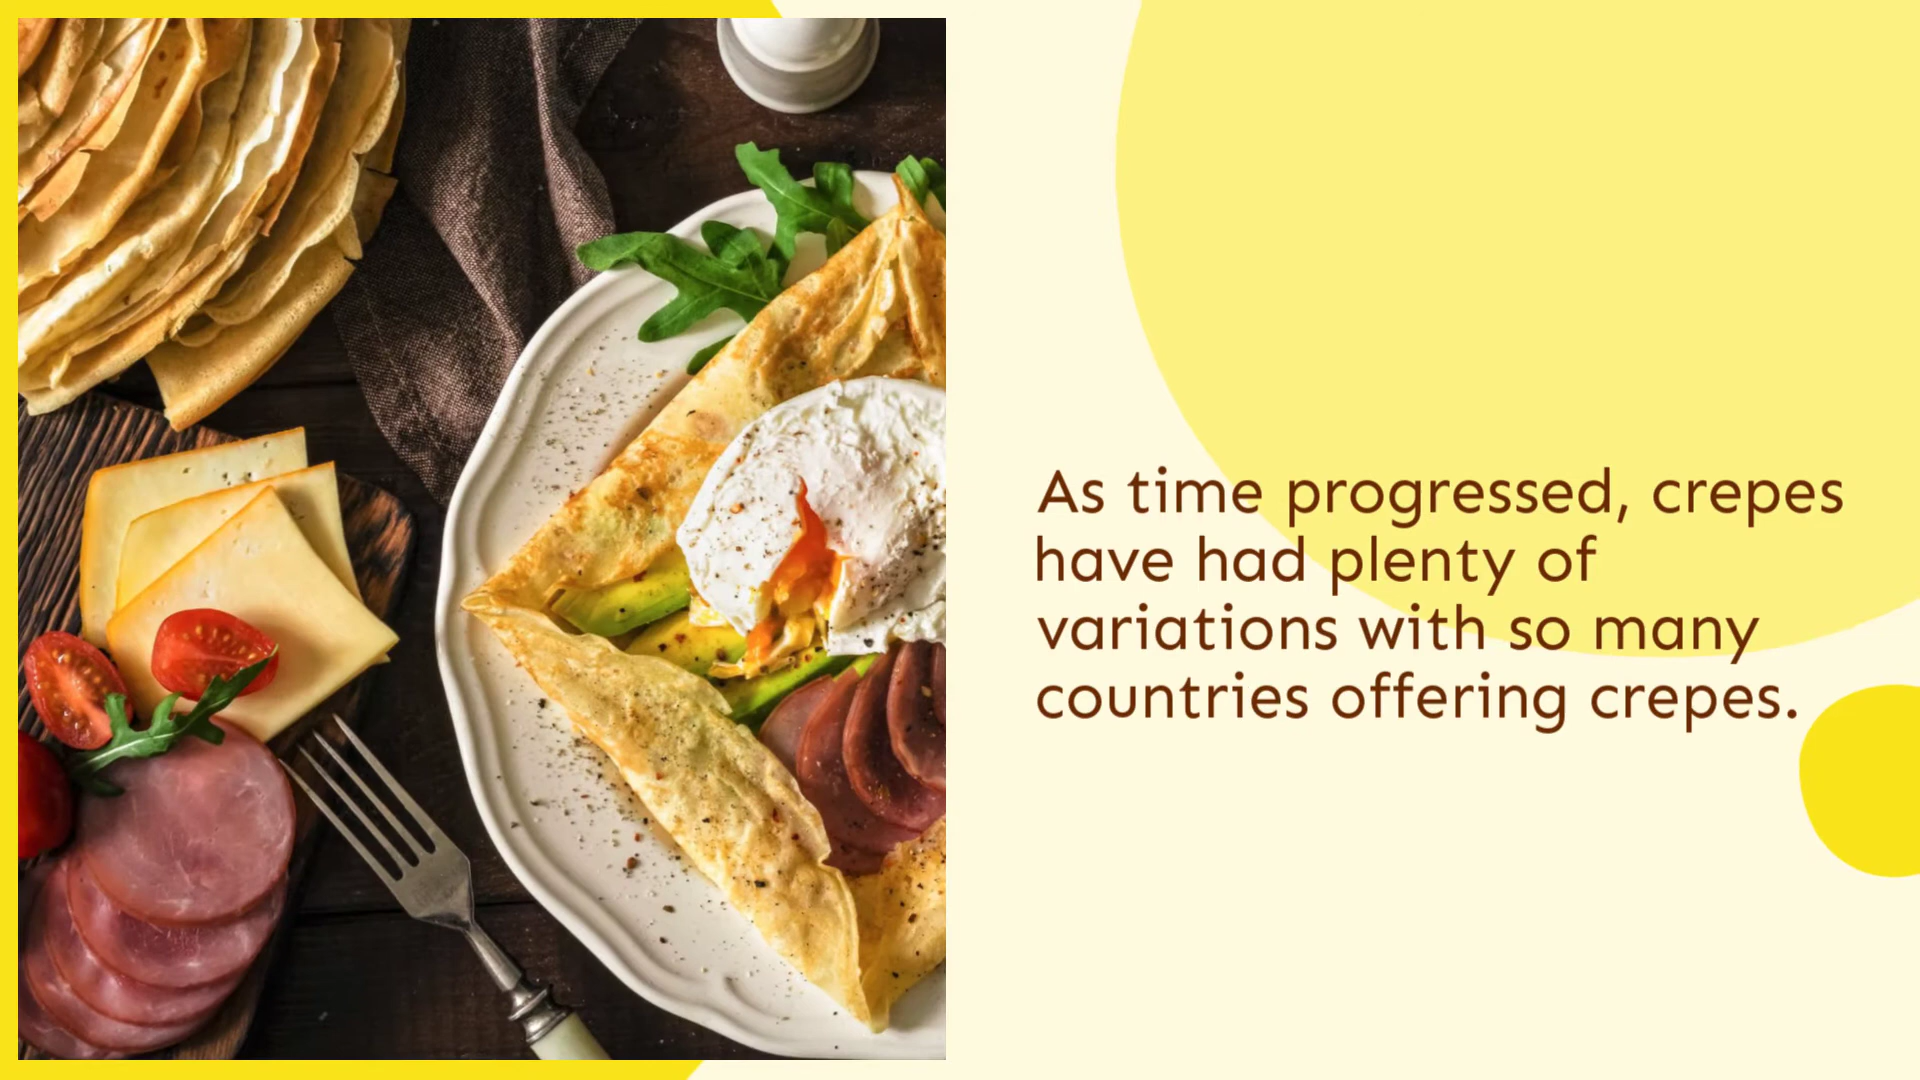 As time progressed, crepes
have had plenty of
variations with so many
countries offering crepes.